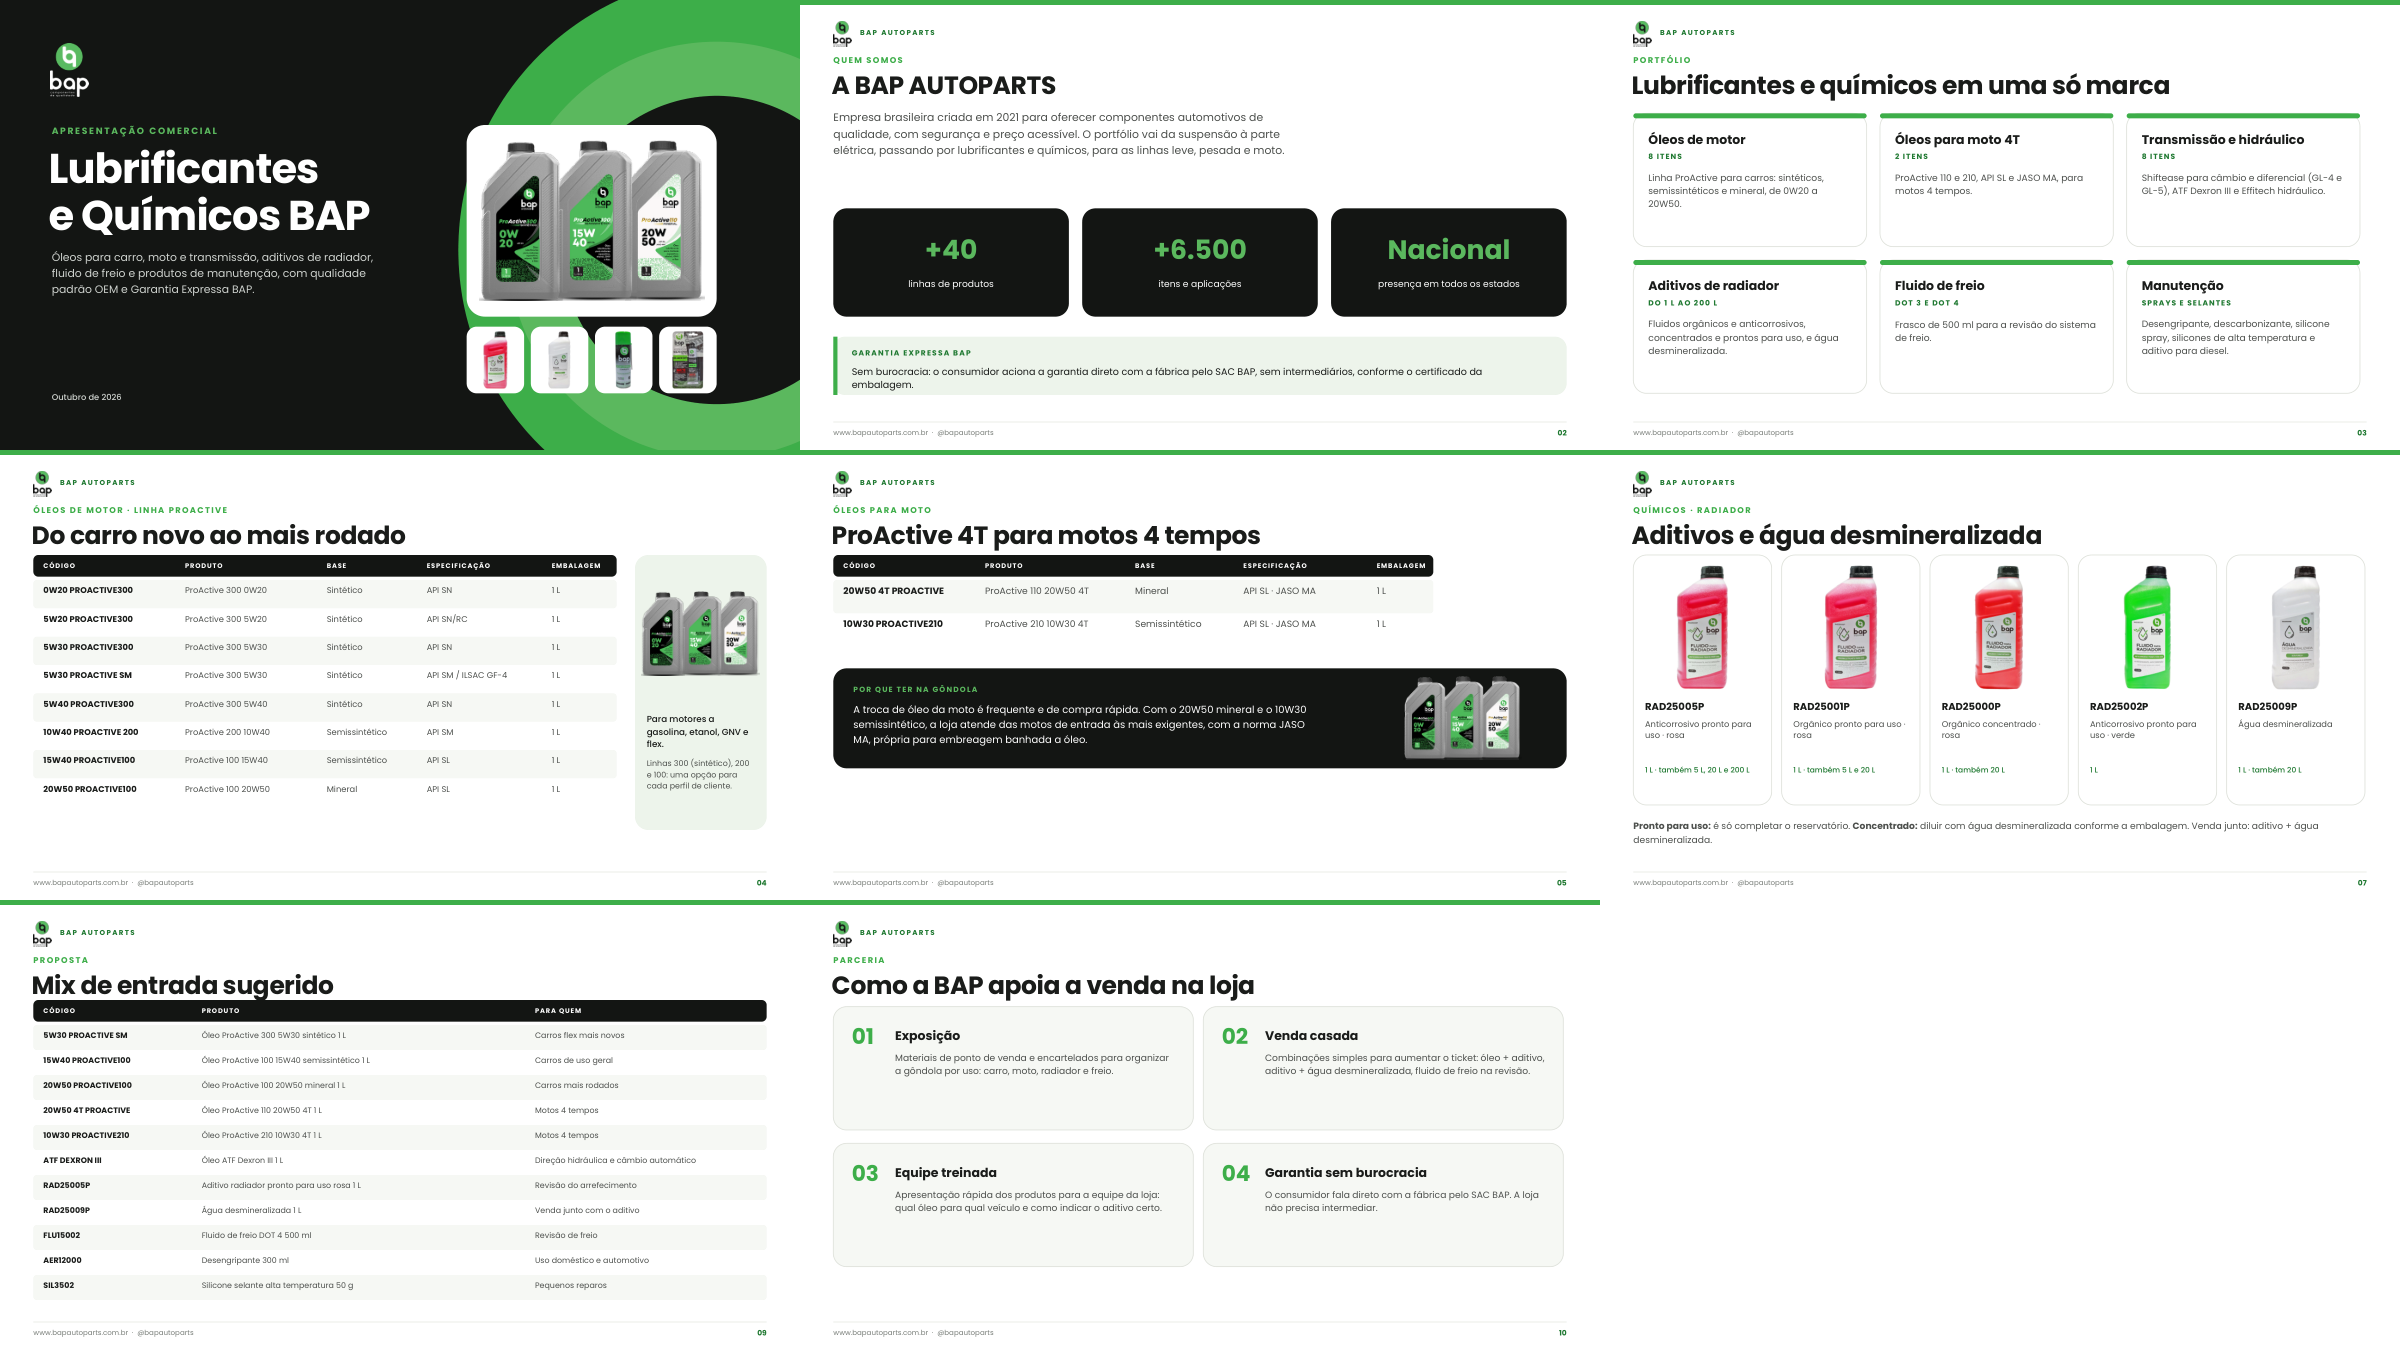 bap
APRESENTAÇÃO COMERCIAL
Lubrificantes
e Químicos BAP
Óleos para carro, moto e transmissão, aditivos de radiador,
fluido de freio e produtos de manutenção, com qualidade
padrão OEM e Garantia Expressa BAP.
Outubro de 2026
ProActive300
0W
20
ProActive100
15W
40
ProActive110
20W
50
bap
BAP AUTOPARTS
QUEM SOMOS
A BAP AUTOPARTS
Empresa brasileira criada em 2021 para oferecer componentes automotivos de
qualidade, com segurança e preço acessível. O portfólio vai da suspensão à parte
elétrica, passando por lubrificantes e químicos, para as linhas leve, pesada e moto.
+40
linhas de produtos
+6.500
itens e aplicações
Nacional
presença em todos os estados
GARANTIA EXPRESSA BAP
Sem burocracia: o consumidor aciona a garantia direto com a fábrica pelo SAC BAP, sem intermediários, conforme o certificado da
embalagem.
www.bapautoparts.com.br · @bapautoparts
02
bap
BAP AUTOPARTS
PORTFÓLIO
Lubrificantes e químicos em uma só marca
Óleos de motor
8 ITENS
Linha ProActive para carros: sintéticos,
semissintéticos e mineral, de 0W20 a
20W50.
Óleos para moto 4T
2 ITENS
ProActive 110 e 210, API SL e JASO MA, para
motos 4 tempos.
Transmissão e hidráulico
8 ITENS
Shiftease para câmbio e diferencial (GL-4 e
GL-5), ATF Dexron III e Effitech hidráulico.
Aditivos de radiador
DO 1 L AO 200 L
Fluidos orgânicos e anticorrosivos,
concentrados e prontos para uso, e água
desmineralizada.
Fluido de freio
DOT 3 E DOT 4
Frasco de 500 ml para a revisão do sistema
de freio.
Manutenção
SPRAYS E SELANTES
Desengripante, descarbonizante, silicone
spray, silicones de alta temperatura e
aditivo para diesel.
www.bapautoparts.com.br · @bapautoparts
03
bap
BAP AUTOPARTS
ÓLEOS DE MOTOR · LINHA PROACTIVE
Do carro novo ao mais rodado
CÓDIGO PRODUTO BASE ESPECIFICAÇÃO EMBALAGEM
0W20 PROACTIVE300 ProActive 300 0W20 Sintético API SN 1 L
5W20 PROACTIVE300 ProActive 300 5W20 Sintético API SN/RC 1 L
5W30 PROACTIVE300 ProActive 300 5W30 Sintético API SN 1 L
5W30 PROACTIVE SM ProActive 300 5W30 Sintético API SM / ILSAC GF-4 1 L
5W40 PROACTIVE300 ProActive 300 5W40 Sintético API SN 1 L
10W40 PROACTIVE 200 ProActive 200 10W40 Semissintético API SM 1 L
15W40 PROACTIVE100 ProActive 100 15W40 Semissintético API SL 1 L
20W50 PROACTIVE100 ProActive 100 20W50 Mineral API SL 1 L
Para motores a
gasolina, etanol, GNV e
flex.
Linhas 300 (sintético), 200
e 100: uma opção para
cada perfil de cliente.
www.bapautoparts.com.br · @bapautoparts
04
bap
BAP AUTOPARTS
ÓLEOS PARA MOTO
ProActive 4T para motos 4 tempos
CÓDIGO PRODUTO BASE ESPECIFICAÇÃO EMBALAGEM
20W50 4T PROACTIVE ProActive 110 20W50 4T Mineral API SL · JASO MA 1 L
10W30 PROACTIVE210 ProActive 210 10W30 4T Semissintético API SL · JASO MA 1 L
POR QUE TER NA GÔNDOLA
A troca de óleo da moto é frequente e de compra rápida. Com o 20W50 mineral e o 10W30
semissintético, a loja atende das motos de entrada às mais exigentes, com a norma JASO
MA, própria para embreagem banhada a óleo.
www.bapautoparts.com.br · @bapautoparts
05
bap
BAP AUTOPARTS
QUÍMICOS · RADIADOR
Aditivos e água desmineralizada
RAD25005P
Anticorrosivo pronto para
uso · rosa
1 L · também 5 L, 20 L e 200 L
RAD25001P
Orgânico pronto para uso ·
rosa
1 L · também 5 L e 20 L
RAD25000P
Orgânico concentrado ·
rosa
1 L · também 20 L
RAD25002P
Anticorrosivo pronto para
uso · verde
1 L
RAD25009P
Água desmineralizada
1 L · também 20 L
Pronto para uso: é só completar o reservatório. Concentrado: diluir com água desmineralizada conforme a embalagem. Venda junto: aditivo + água
desmineralizada.
www.bapautoparts.com.br · @bapautoparts
07
bap
BAP AUTOPARTS
PROPOSTA
Mix de entrada sugerido
CÓDIGO PRODUTO PARA QUEM
5W30 PROACTIVE SM Óleo ProActive 300 5W30 sintético 1 L Carros flex mais novos
15W40 PROACTIVE100 Óleo ProActive 100 15W40 semissintético 1 L Carros de uso geral
20W50 PROACTIVE100 Óleo ProActive 100 20W50 mineral 1 L Carros mais rodados
20W50 4T PROACTIVE Óleo ProActive 110 20W50 4T 1 L Motos 4 tempos
10W30 PROACTIVE210 Óleo ProActive 210 10W30 4T 1 L Motos 4 tempos
ATF DEXRON III Óleo ATF Dexron III 1 L Direção hidráulica e câmbio automático
RAD25005P Aditivo radiador pronto para uso rosa 1 L Revisão do arrefecimento
RAD25009P Água desmineralizada 1 L Venda junto com o aditivo
FLU15002 Fluido de freio DOT 4 500 ml Revisão de freio
AER12000 Desengripante 300 ml Uso doméstico e automotivo
SIL3502 Silicone selante alta temperatura 50 g Pequenos reparos
www.bapautoparts.com.br · @bapautoparts
09
bap
BAP AUTOPARTS
PARCERIA
Como a BAP apoia a venda na loja
01 Exposição
Materiais de ponto de venda e encartelados para organizar
a gôndola por uso: carro, moto, radiador e freio.
02 Venda casada
Combinações simples para aumentar o ticket: óleo + aditivo,
aditivo + água desmineralizada, fluido de freio na revisão.
03 Equipe treinada
Apresentação rápida dos produtos para a equipe da loja:
qual óleo para qual veículo e como indicar o aditivo certo.
04 Garantia sem burocracia
O consumidor fala direto com a fábrica pelo SAC BAP. A loja
não precisa intermediar.
www.bapautoparts.com.br · @bapautoparts
10